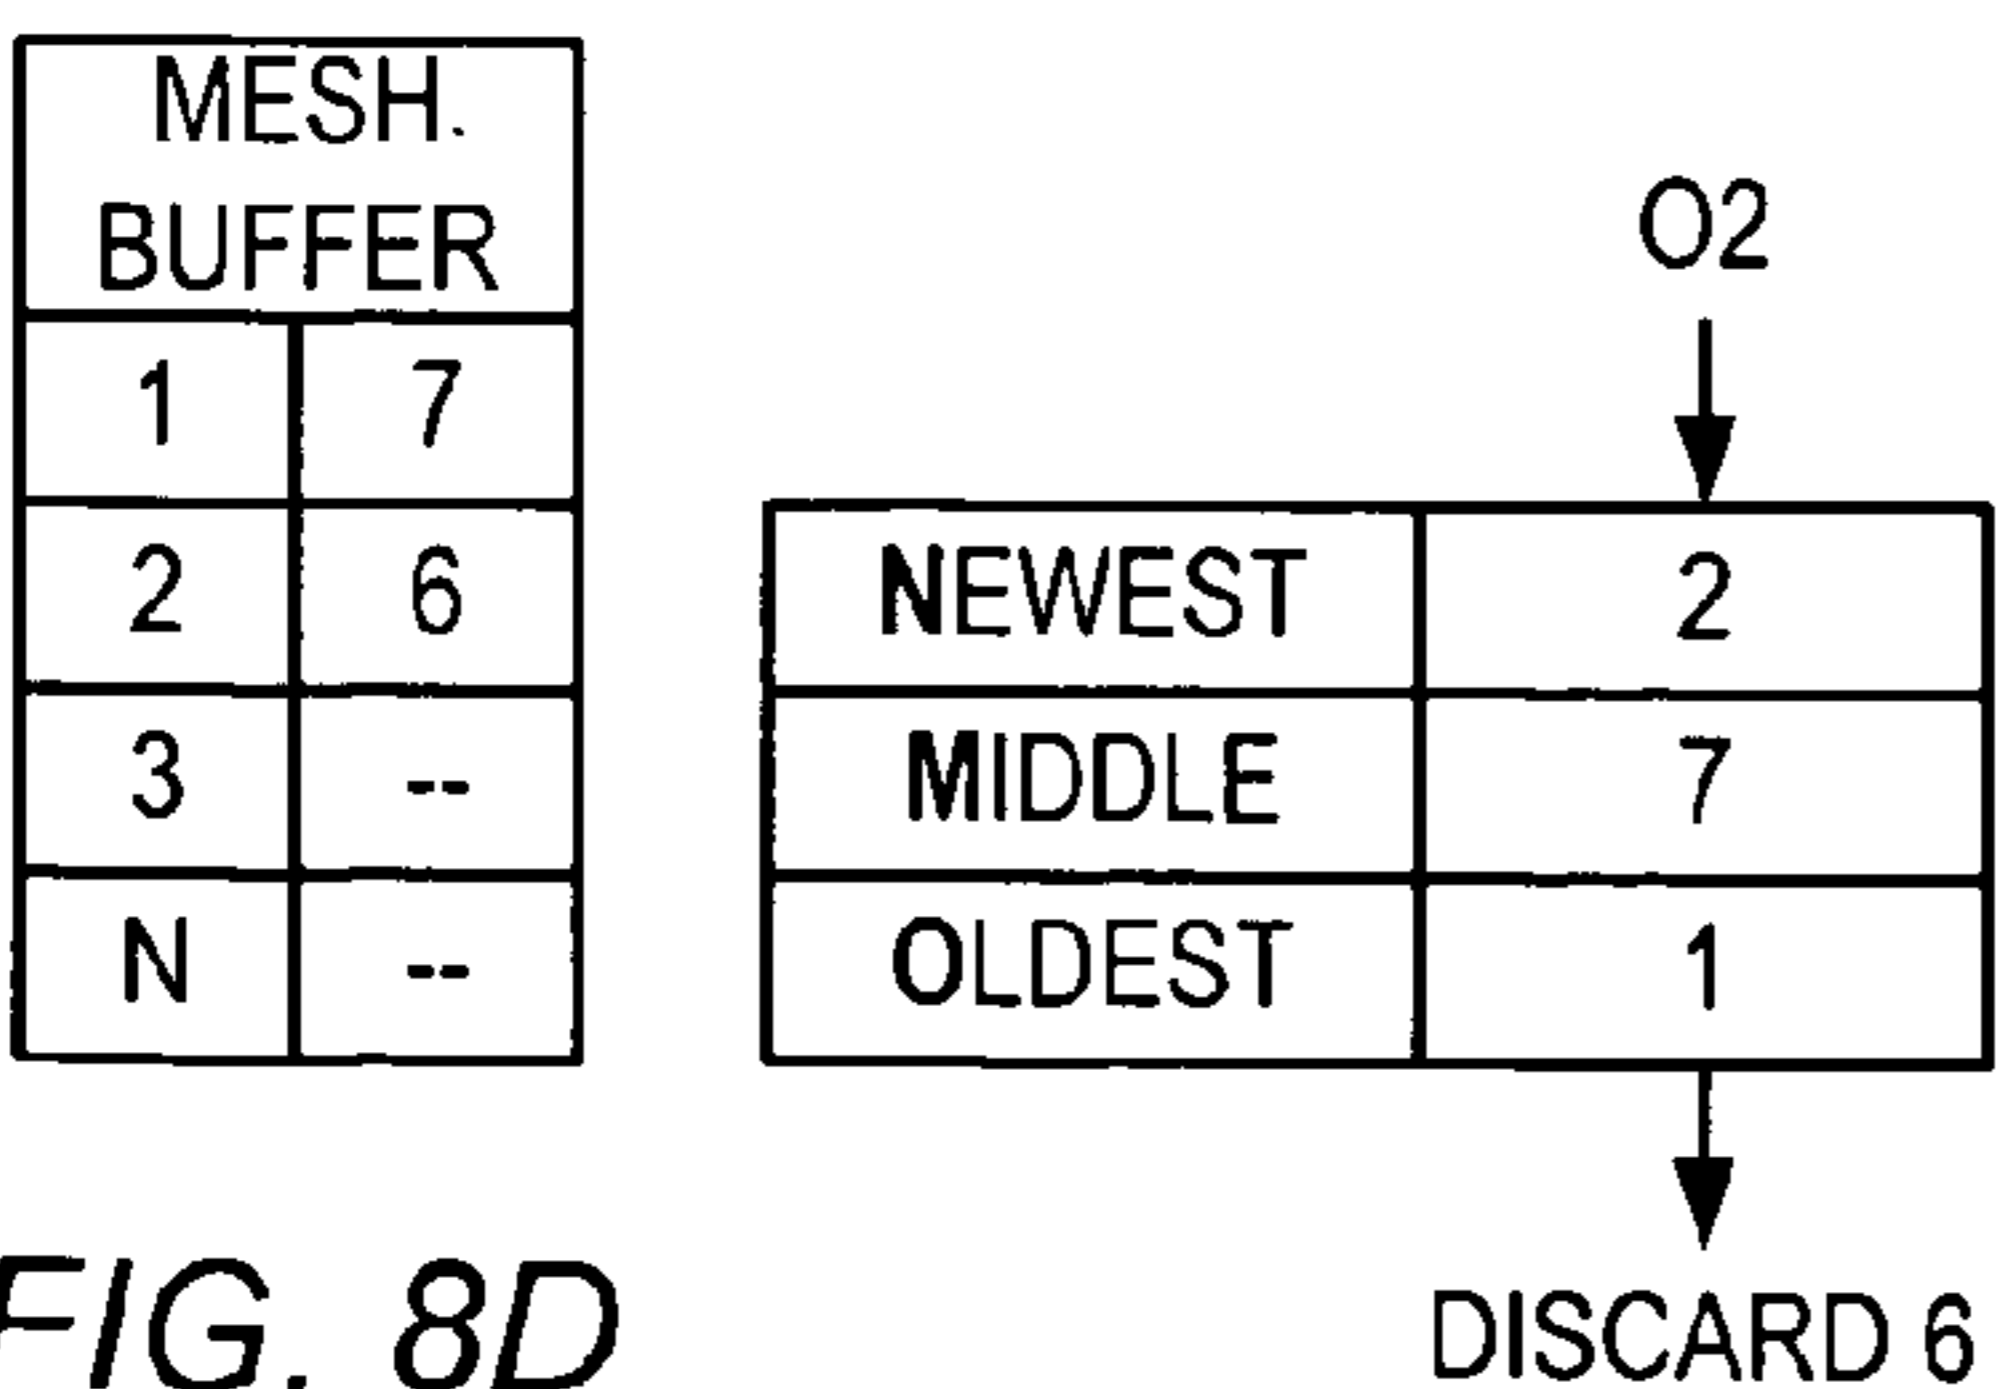 MESH.
BUFFER
1 7
2 6
3 --
N --
O2
NEWEST 2
MIDDLE 7
OLDEST 1
DISCARD 6
FIG. 8D